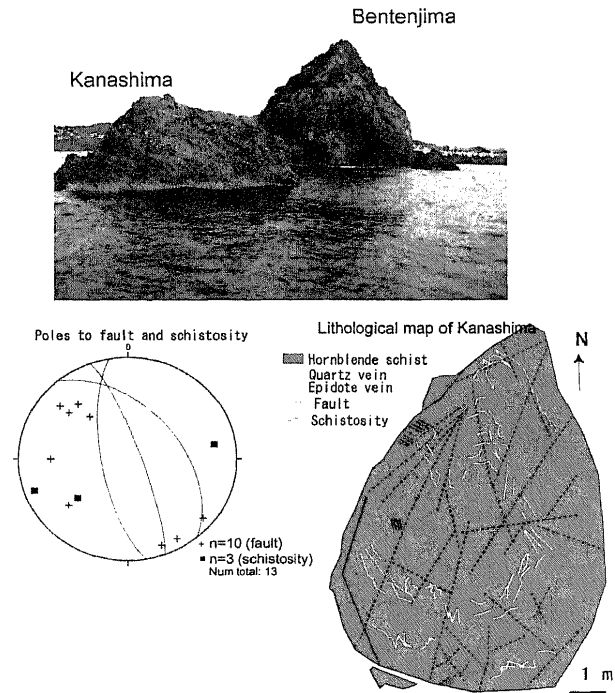 Bentenjima
Kanashima
Poles to fault and schistosity
0
+ n=10 (fault)
■ n=3 (schistosity)
Num total: 13
Lithological map of Kanashima
N
Hornblende schist
Quartz vein
Epidote vein
Fault
Schistosity
1 m